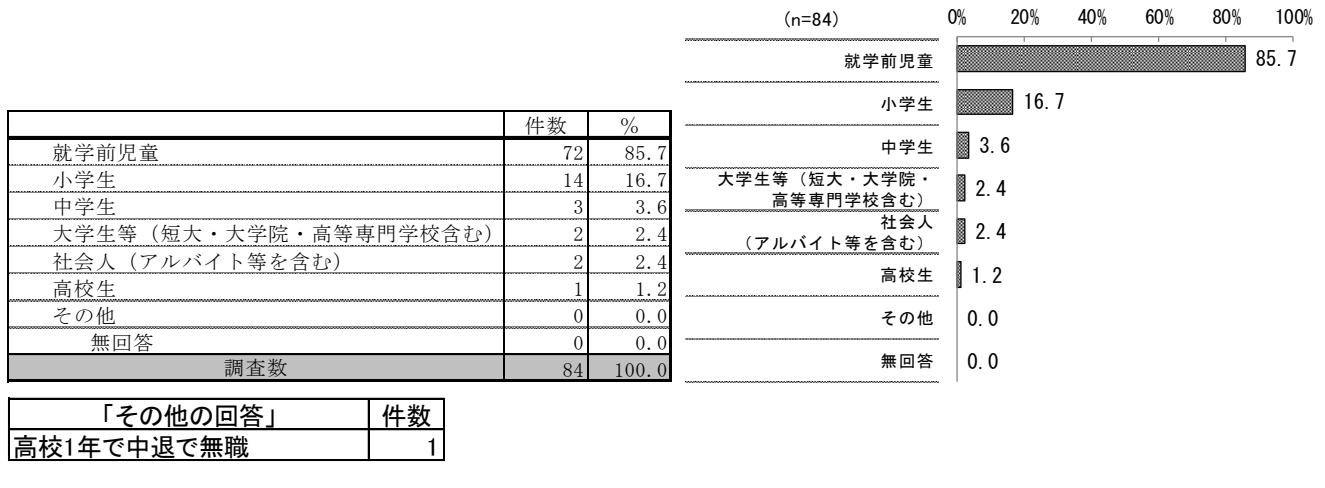 件数 %
就学前児童 72 85.7
小学生 14 16.7
中学生 3 3.6
大学生等（短大・大学院・高等専門学校含む） 2 2.4
社会人（アルバイト等を含む） 2 2.4
高校生 1 1.2
その他 0 0.0
無回答 0 0.0
調査数 84 100.0
「その他の回答」 件数
高校1年で中退で無職 1
(n=84) 0% 20% 40% 60% 80% 100%
就学前児童 85.7
小学生 16.7
中学生 3.6
大学生等（短大・大学院・
高等専門学校含む） 2.4
社会人
（アルバイト等を含む） 2.4
高校生 1.2
その他 0.0
無回答 0.0